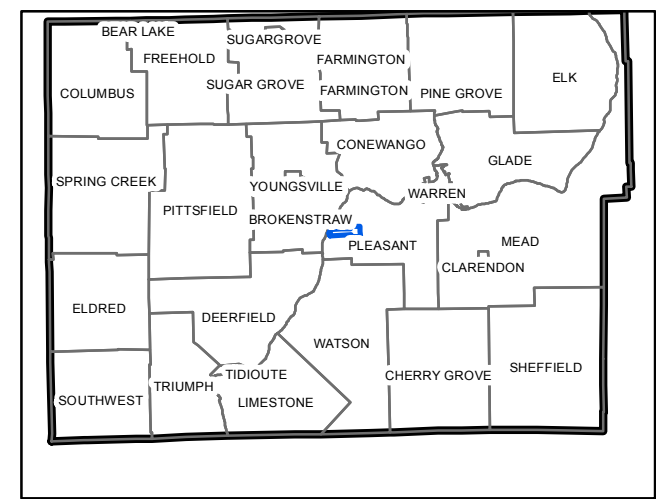 BEAR LAKE
SUGARGROVE
FREEHOLD
FARMINGTON
ELK
SUGAR GROVE
FARMINGTON
COLUMBUS
PINE GROVE
CONEWANGO
GLADE
SPRING CREEK
YOUNGSVILLE
WARREN
PITTSFIELD
BROKENSTRAW
PLEASANT
MEAD
CLARENDON
ELDRED
DEERFIELD
WATSON
SHEFFIELD
TIDIOUTE
CHERRY GROVE
TRIUMPH
SOUTHWEST
LIMESTONE